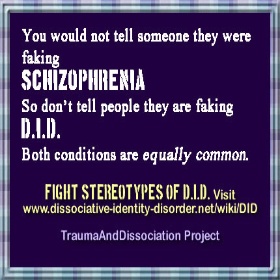 You would not tell someone they were
faking
SCHIZOPHRENIA
So don't tell people they are faking
D.I.D.
Both conditions are equally common.
FIGHT STEREOTYPES OF D.I.D. Visit
www.dissociative-identity-disorder.net/wiki/DID
TraumaAndDissociation Project